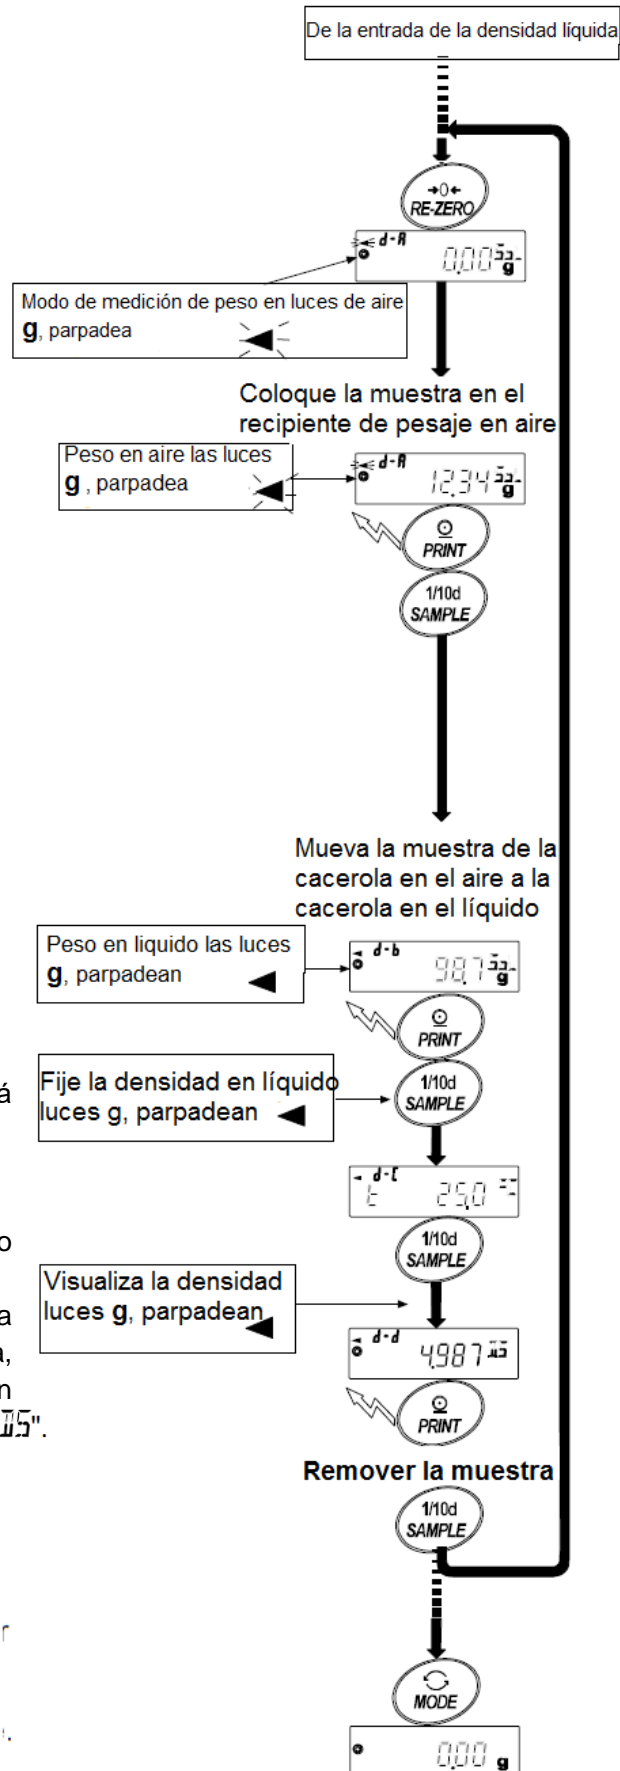 De la entrada de la densidad líquida
→0←
RE-ZERO
d-A
0.00 g
Modo de medición de peso en luces de aire
g, parpadea
Coloque la muestra en el
recipiente de pesaje en aire
Peso en aire las luces
g , parpadea
d-A
12.34 g
PRINT
1/10d
SAMPLE
Mueva la muestra de la
cacerola en el aire a la
cacerola en el líquido
Peso en liquido las luces
g, parpadean
d-b
98.7 g
PRINT
Fije la densidad en líquido
luces g, parpadean
á
1/10d
SAMPLE
d-C
t 25.0
o
1/10d
SAMPLE
Visualiza la densidad
luces g, parpadean
a
,
n
d-d
4.987 DS
PRINT
DS".
Remover la muestra
1/10d
SAMPLE
r
MODE
.
0.00 g